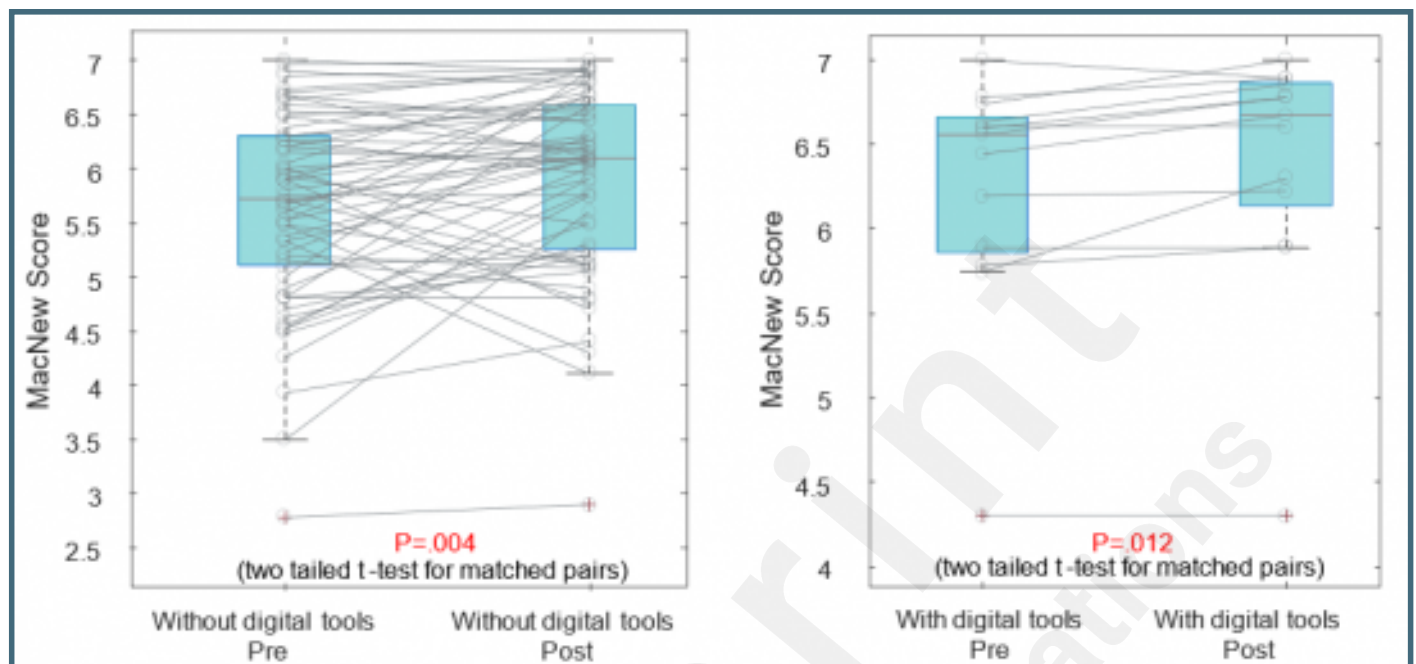 7
6.5
6
5.5
5
4.5
4
3.5
3
2.5
MacNew Score
P=.004
(two tailed t-test for matched pairs)
Without digital tools
Pre
Without digital tools
Post
7
6.5
6
5.5
5
4.5
4
MacNew Score
P=.012
(two tailed t-test for matched pairs)
With digital tools
Pre
With digital tools
Post